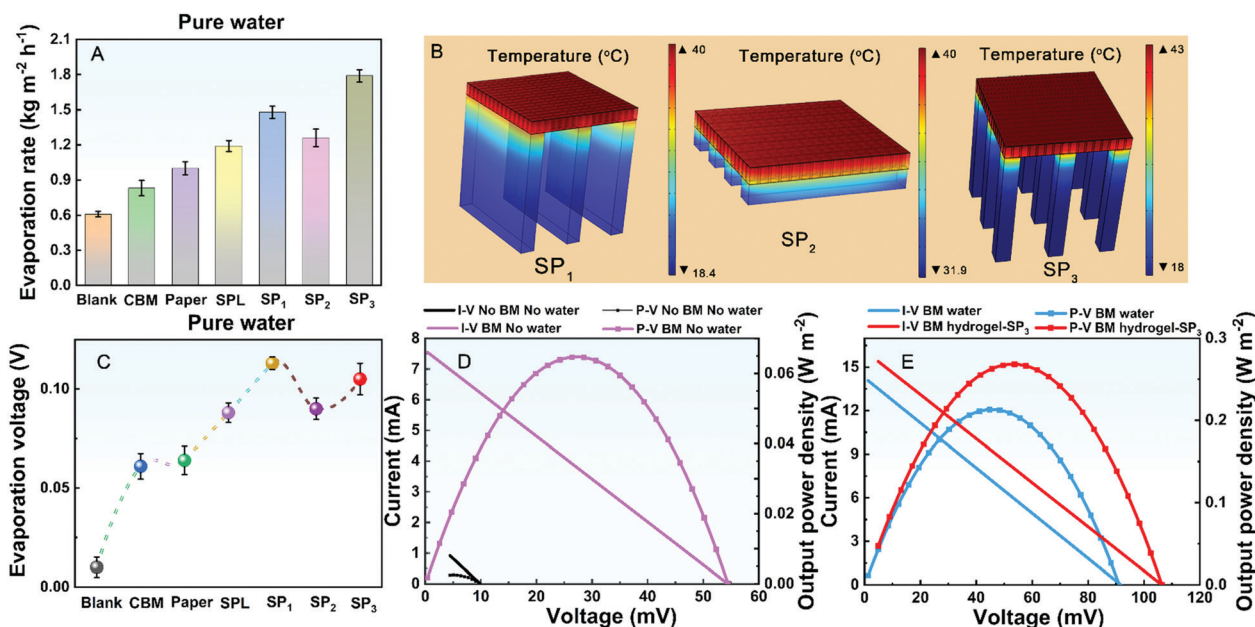 Pure water
A
Evaporation rate (kg m⁻² h⁻¹)
2.1
1.8
1.5
1.2
0.9
0.6
0.3
0.0
Blank CBM Paper SPL SP₁ SP₂ SP₃
B
Temperature (°C)
▲ 40
▼ 18.4
SP₁
Temperature (°C)
▲ 40
▼ 31.9
SP₂
Temperature (°C)
▲ 43
▼ 18
SP₃
Pure water
C
Evaporation voltage (V)
0.10
0.05
0.00
Blank CBM Paper SPL SP₁ SP₂ SP₃
I-V No BM No water P-V No BM No water
I-V BM No water P-V BM No water
D
Current (mA)
8
7
6
5
4
3
2
1
0
Output power density (W m⁻²)
0.06
0.04
0.02
0.00
0 10 20 30 40 50 60
Voltage (mV)
I-V BM water P-V BM water
I-V BM hydrogel-SP₃ P-V BM hydrogel-SP₃
E
Current (mA)
15
12
9
6
3
0
Output power density (W m⁻²)
0.3
0.2
0.1
0.0
0 20 40 60 80 100 120
Voltage (mV)